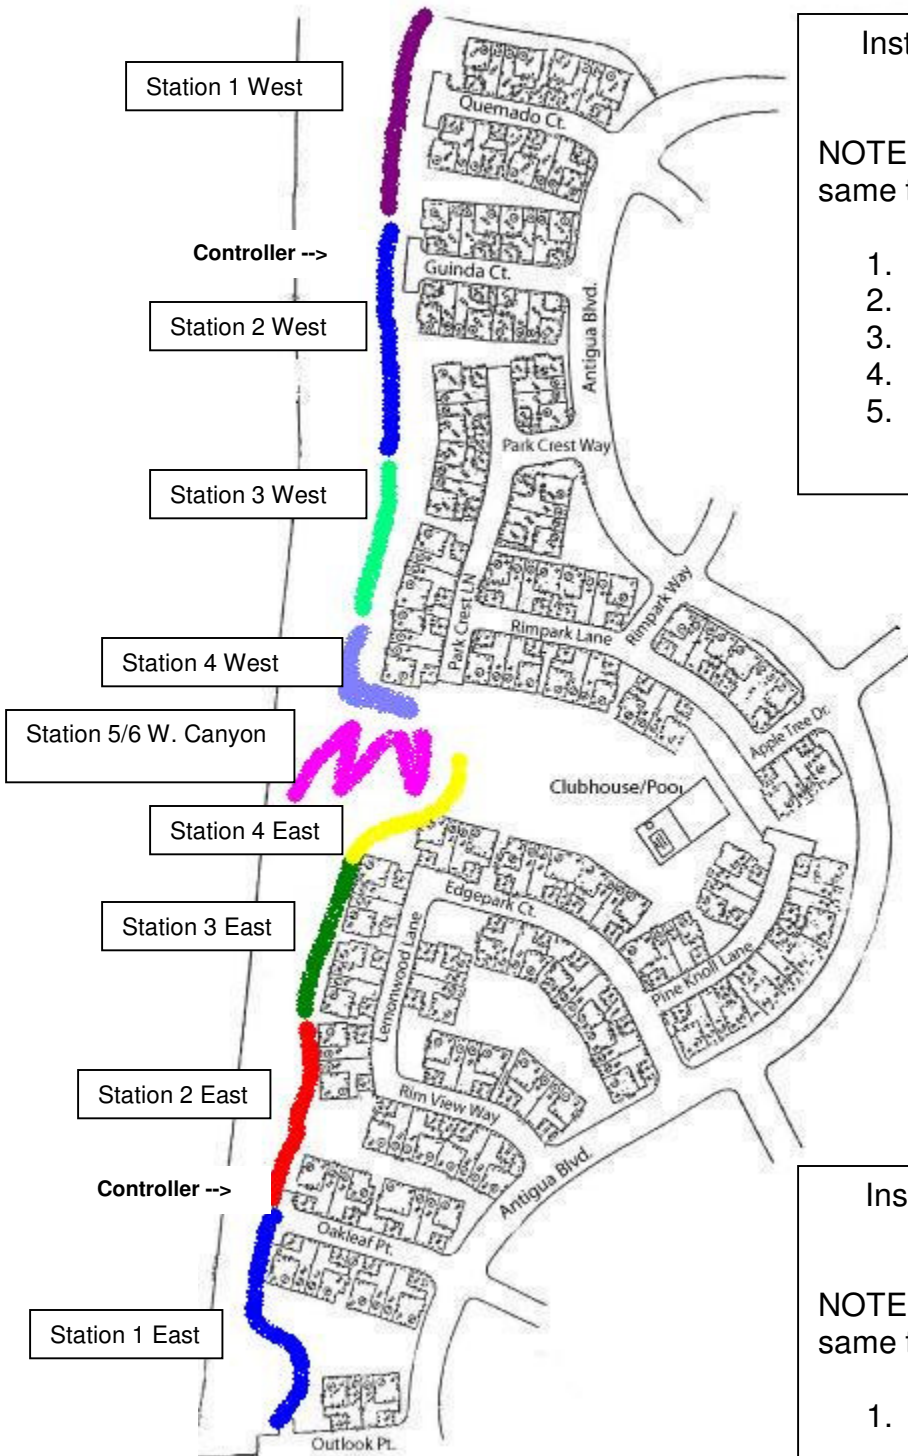 Station 1 West
Quemado Ct.
Controller -->
Guinda Ct.
Station 2 West
Antigua Blvd.
Park Crest Way
Station 3 West
Park Crest LN
Rimpark Lane
Rimpark Way
Station 4 West
Station 5/6 W. Canyon
Apple Tree Dr.
Clubhouse/Pool
Station 4 East
Edgepark Ct.
Station 3 East
Lemonwood Lane
Pine Knoll Lane
Station 2 East
Rim View Way
Antigua Blvd.
Controller -->
Oakleaf Pt.
Station 1 East
Outlook Pt.
Inst
NOTE
same
1.
2.
3.
4.
5.
Ins
NOTE
same
1.